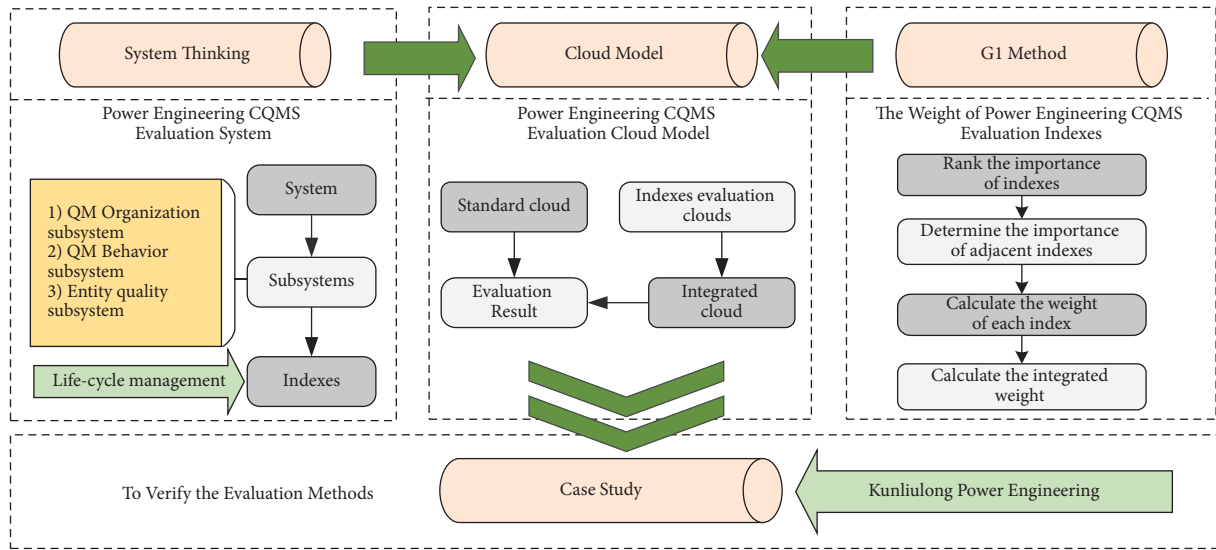 System Thinking
Cloud Model
G1 Method
Power Engineering CQMS
Evaluation System
System
1) QM Organization
subsystem
2) QM Behavior
subsystem
3) Entity quality
subsystem
Subsystems
Life-cycle management
Indexes
Power Engineering CQMS
Evaluation Cloud Model
Standard cloud
Indexes evaluation
clouds
Evaluation
Result
Integrated
cloud
The Weight of Power Engineering CQMS
Evaluation Indexes
Rank the importance
of indexes
Determine the importance
of adjacent indexes
Calculate the weight
of each index
Calculate the integrated
weight
To Verify the Evaluation Methods
Case Study
Kunliulong Power Engineering